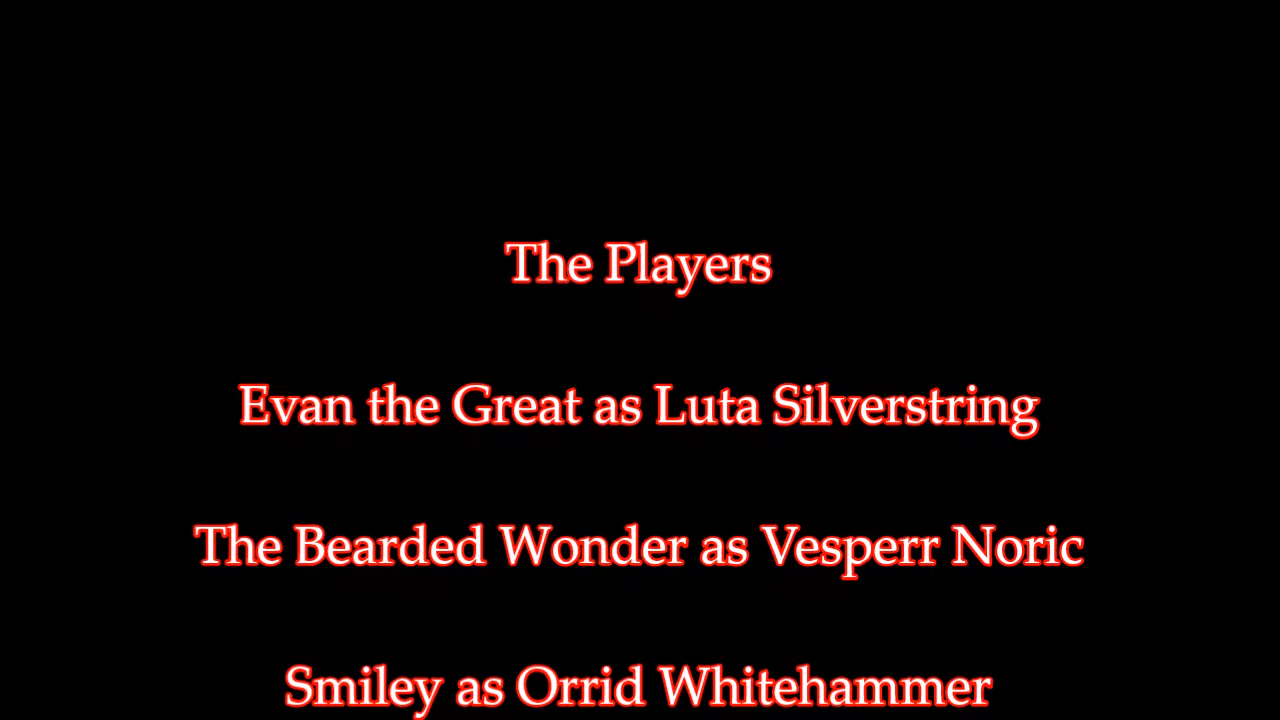 The Players
Evan the Great as Luta Silverstring
The Bearded Wonder as Vesperr Noric
Smiley as Orrid Whitehammer